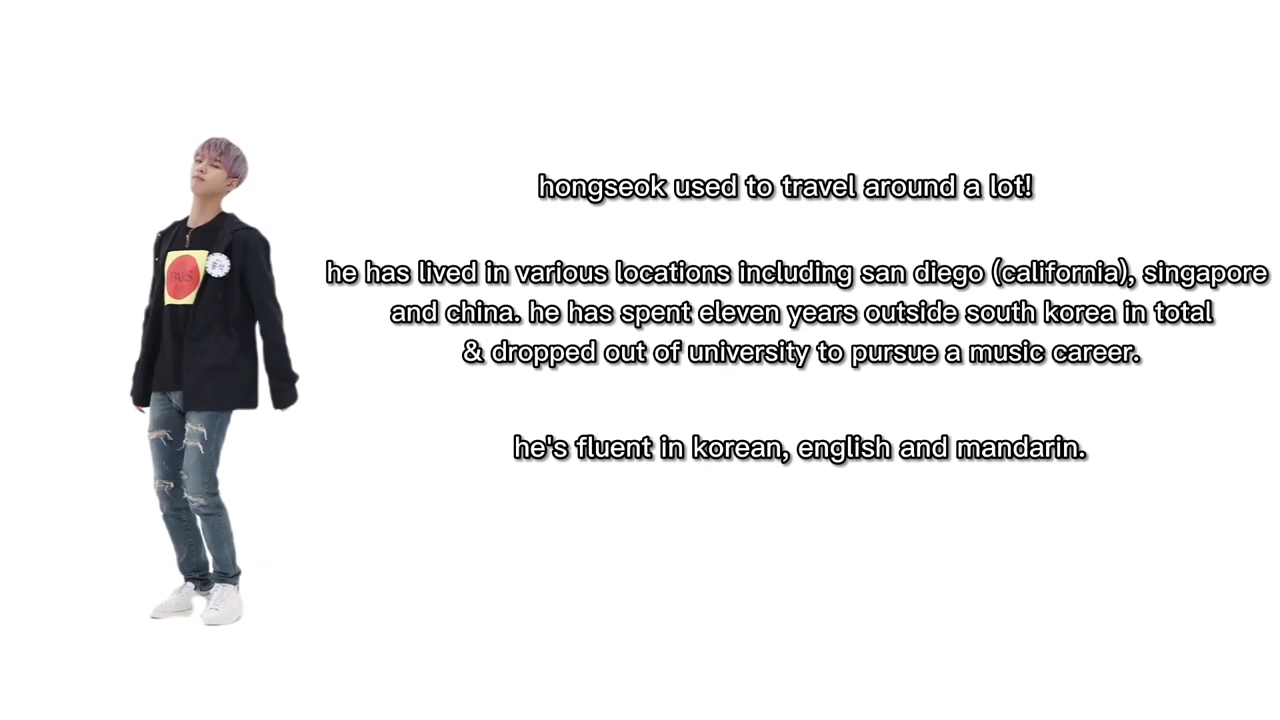 hongseok used to travel around a lot!
he has lived in various locations including san diego (california), singapore
and china. he has spent eleven years outside south korea in total
& dropped out of university to pursue a music career.
he's fluent in korean, english and mandarin.